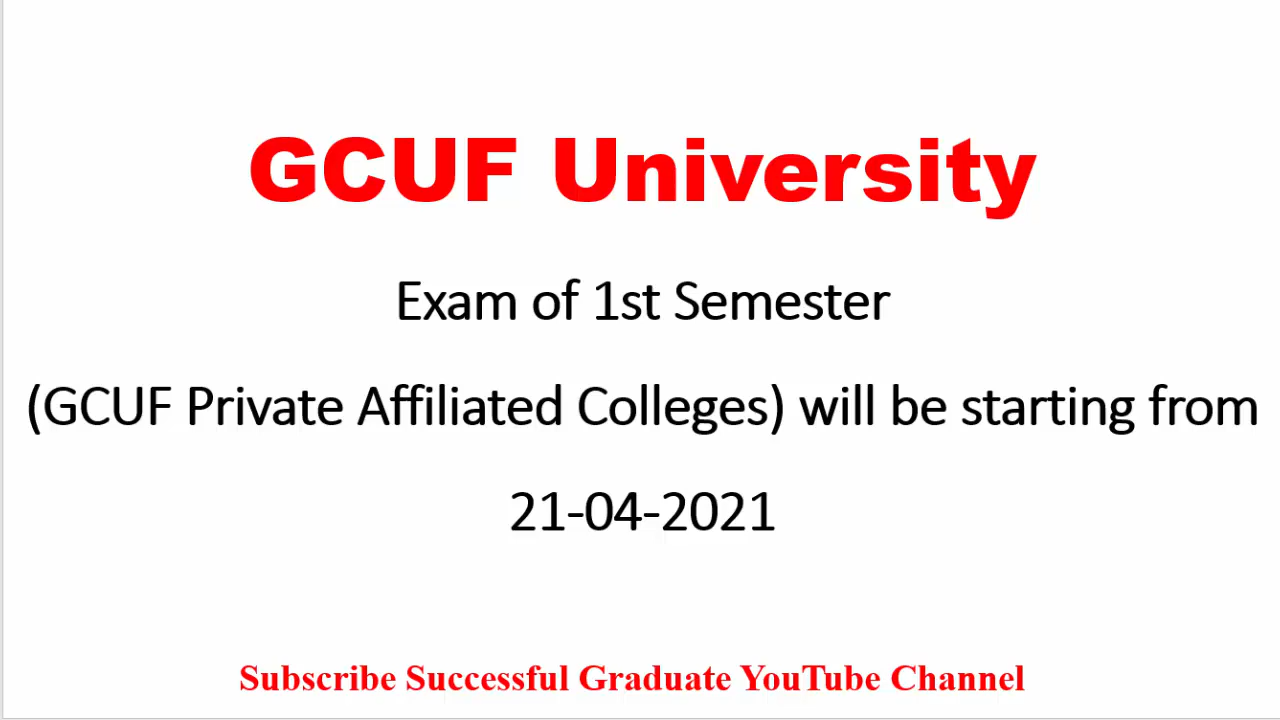 GCUF University
Exam of 1st Semester
(GCUF Private Affiliated Colleges) will be starting from
21-04-2021
Subscribe Successful Graduate YouTube Channel